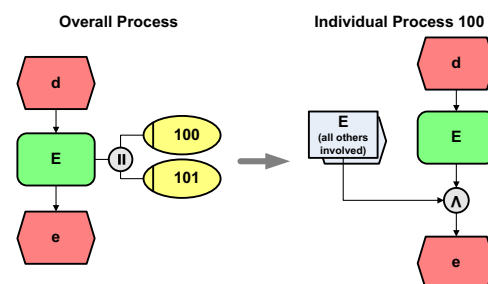 Overall Process
Individual Process 100
d
E
e
100
101
E
(all others
involved)
d
E
Λ
e